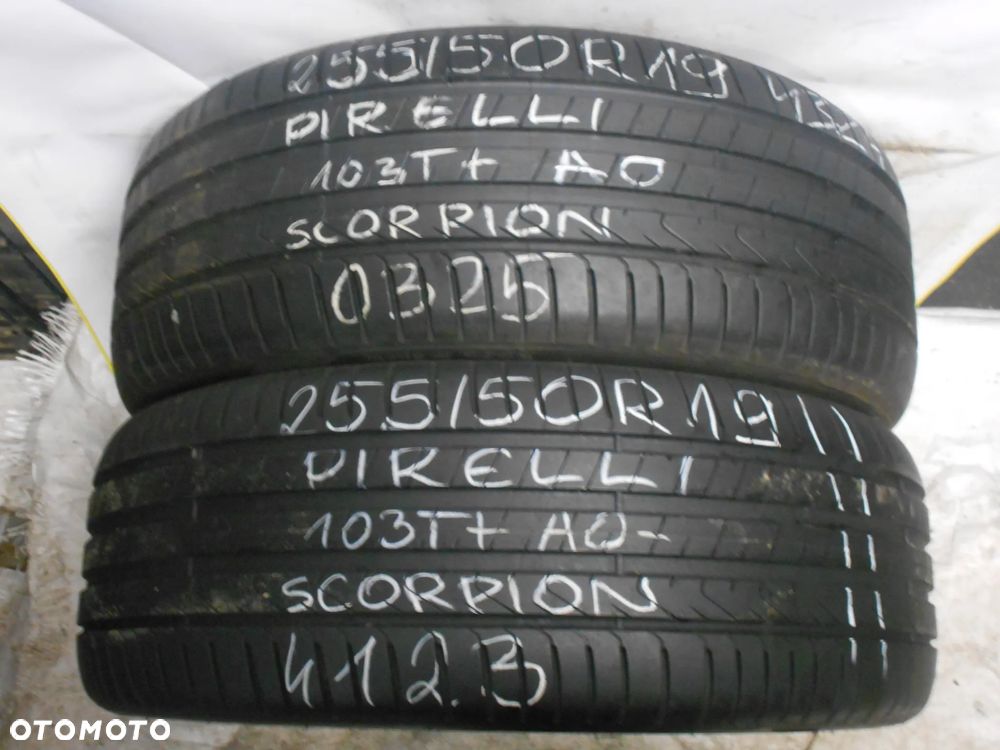 255/50R19
PIRELLI
103T+ AO
SCORPION
0325
255/50R19
PIRELLI
103T+ AO-
SCORPION
4123
OTOMOTO